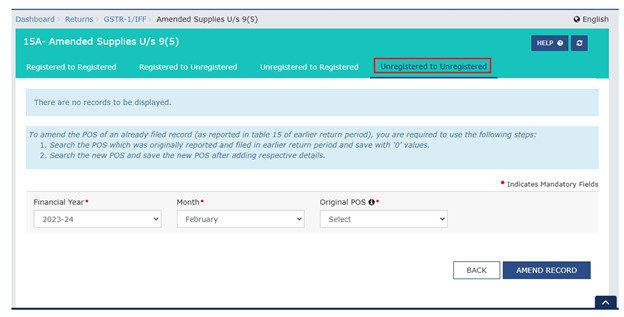 Dashboard › Returns › GSTR-1/IFF › Amended Supplies U/s 9(5) English
15A- Amended Supplies U/s 9(5) HELP
Registered to Registered Registered to Unregistered Unregistered to Registered Unregistered to Unregistered
There are no records to be displayed.
To amend the POS of an already filed record (as reported in table 15 of earlier return period), you are required to use the following steps:
1. Search the POS which was originally reported and filed in earlier return period and save with '0' values.
2. Search the new POS and save the new POS after adding respective details.
• Indicates Mandatory Fields
Financial Year• Month• Original POS •
2023-24 February Select
BACK AMEND RECORD